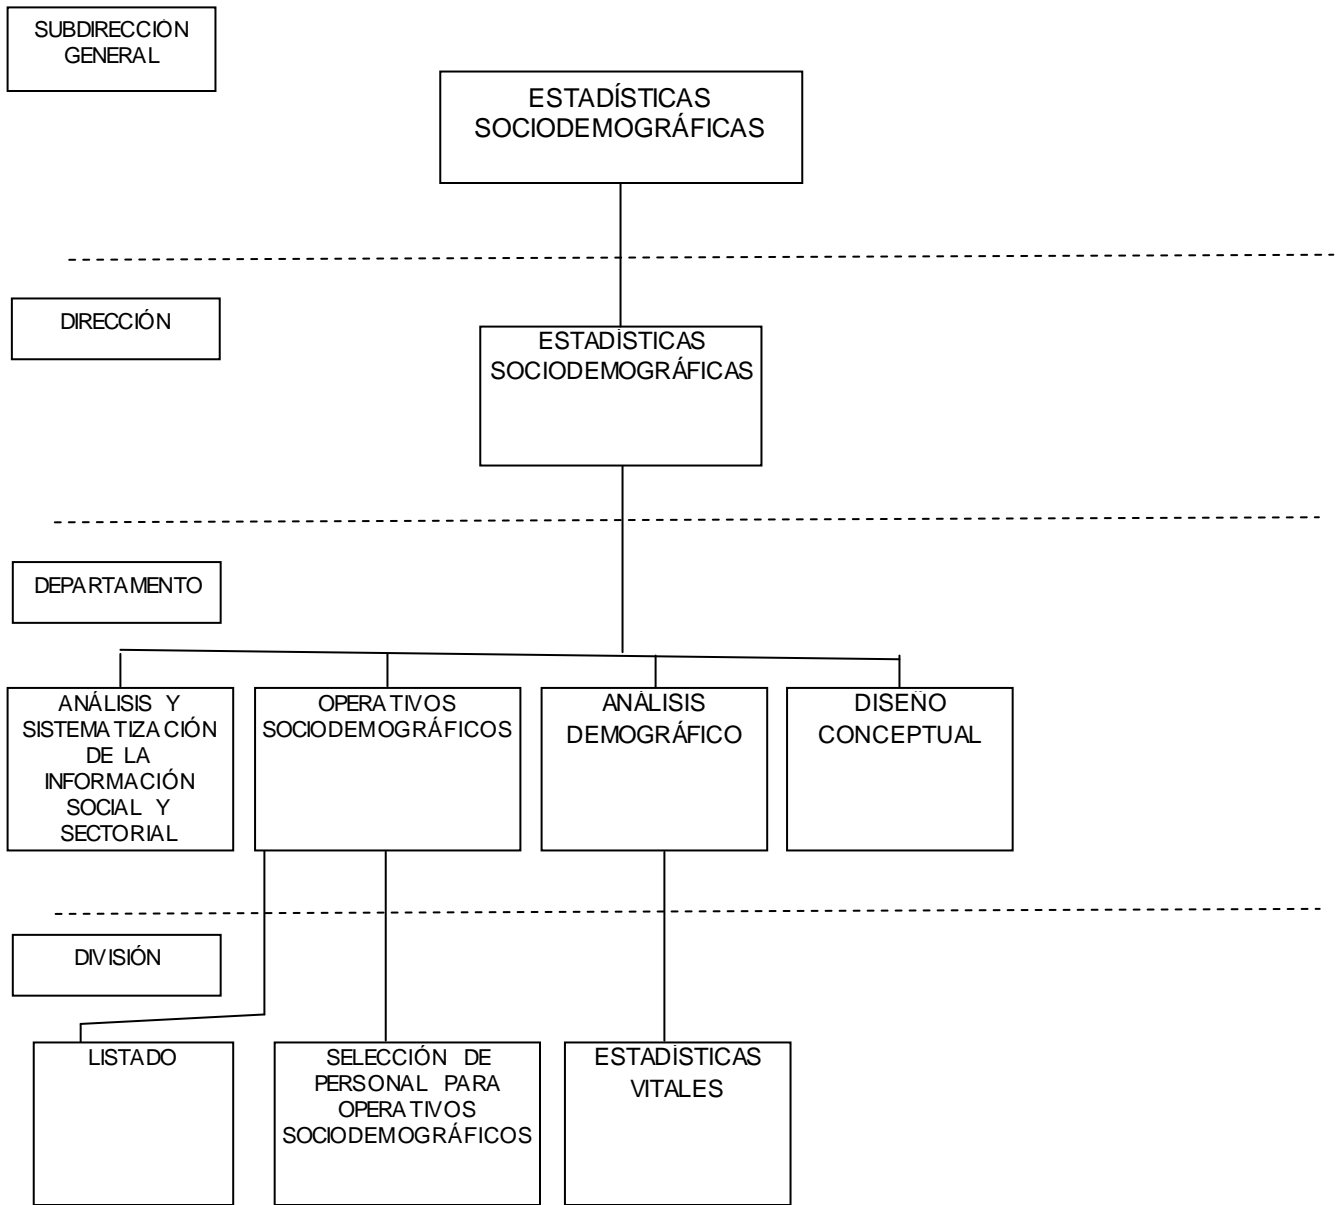 SUBDIRECCIÓN
GENERAL
ESTADÍSTICAS
SOCIODEMOGRÁFICAS
DIRECCIÓN
ESTADÍSTICAS
SOCIODEMOGRÁFICAS
DEPARTAMENTO
ANÁLISIS Y
SISTEMATIZACIÓN
DE LA
INFORMACIÓN
SOCIAL Y
SECTORIAL
OPERATIVOS
SOCIODEMOGRÁFICOS
ANÁLISIS
DEMOGRÁFICO
DISEÑO
CONCEPTUAL
DIVISIÓN
LISTADO
SELECCIÓN DE
PERSONAL PARA
OPERATIVOS
SOCIODEMOGRÁFICOS
ESTADÍSTICAS
VITALES